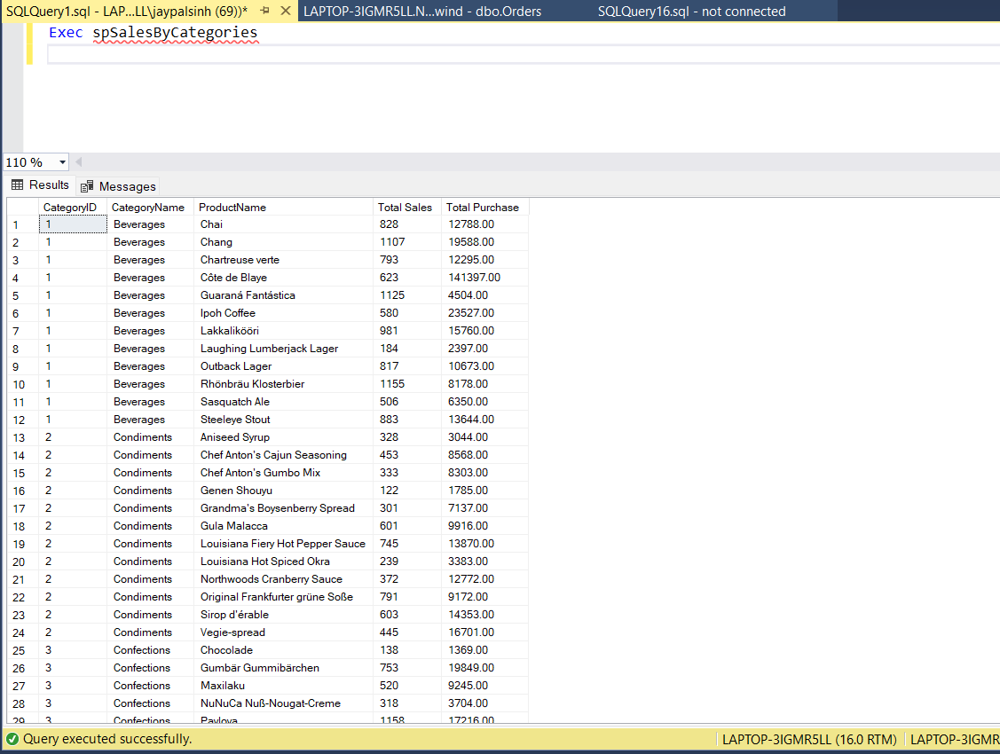 SQLQuery1.sql - LAP...LL\jaypalsinh (69))* LAPTOP-3IGMR5LL.N...wind - dbo.Orders SQLQuery16.sql - not connected
Exec spSalesByCategories
110 %
Results Messages
CategoryID CategoryName ProductName Total Sales Total Purchase
1 1 Beverages Chai 828 12788.00
2 1 Beverages Chang 1107 19588.00
3 1 Beverages Chartreuse verte 793 12295.00
4 1 Beverages Côte de Blaye 623 141397.00
5 1 Beverages Guaraná Fantástica 1125 4504.00
6 1 Beverages Ipoh Coffee 580 23527.00
7 1 Beverages Lakkalikööri 981 15760.00
8 1 Beverages Laughing Lumberjack Lager 184 2397.00
9 1 Beverages Outback Lager 817 10673.00
10 1 Beverages Rhönbräu Klosterbier 1155 8178.00
11 1 Beverages Sasquatch Ale 506 6350.00
12 1 Beverages Steeleye Stout 883 13644.00
13 2 Condiments Aniseed Syrup 328 3044.00
14 2 Condiments Chef Anton's Cajun Seasoning 453 8568.00
15 2 Condiments Chef Anton's Gumbo Mix 333 8303.00
16 2 Condiments Genen Shouyu 122 1785.00
17 2 Condiments Grandma's Boysenberry Spread 301 7137.00
18 2 Condiments Gula Malacca 601 9916.00
19 2 Condiments Louisiana Fiery Hot Pepper Sauce 745 13870.00
20 2 Condiments Louisiana Hot Spiced Okra 239 3383.00
21 2 Condiments Northwoods Cranberry Sauce 372 12772.00
22 2 Condiments Original Frankfurter grüne Soße 791 9172.00
23 2 Condiments Sirop d'érable 603 14353.00
24 2 Condiments Vegie-spread 445 16701.00
25 3 Confections Chocolade 138 1369.00
26 3 Confections Gumbär Gummibärchen 753 19849.00
27 3 Confections Maxilaku 520 9245.00
28 3 Confections NuNuCa Nuß-Nougat-Creme 318 3704.00
29 3 Confections Pavlova 1158 17216.00
Query executed successfully. LAPTOP-3IGMR5LL (16.0 RTM) LAPTOP-3IGMR